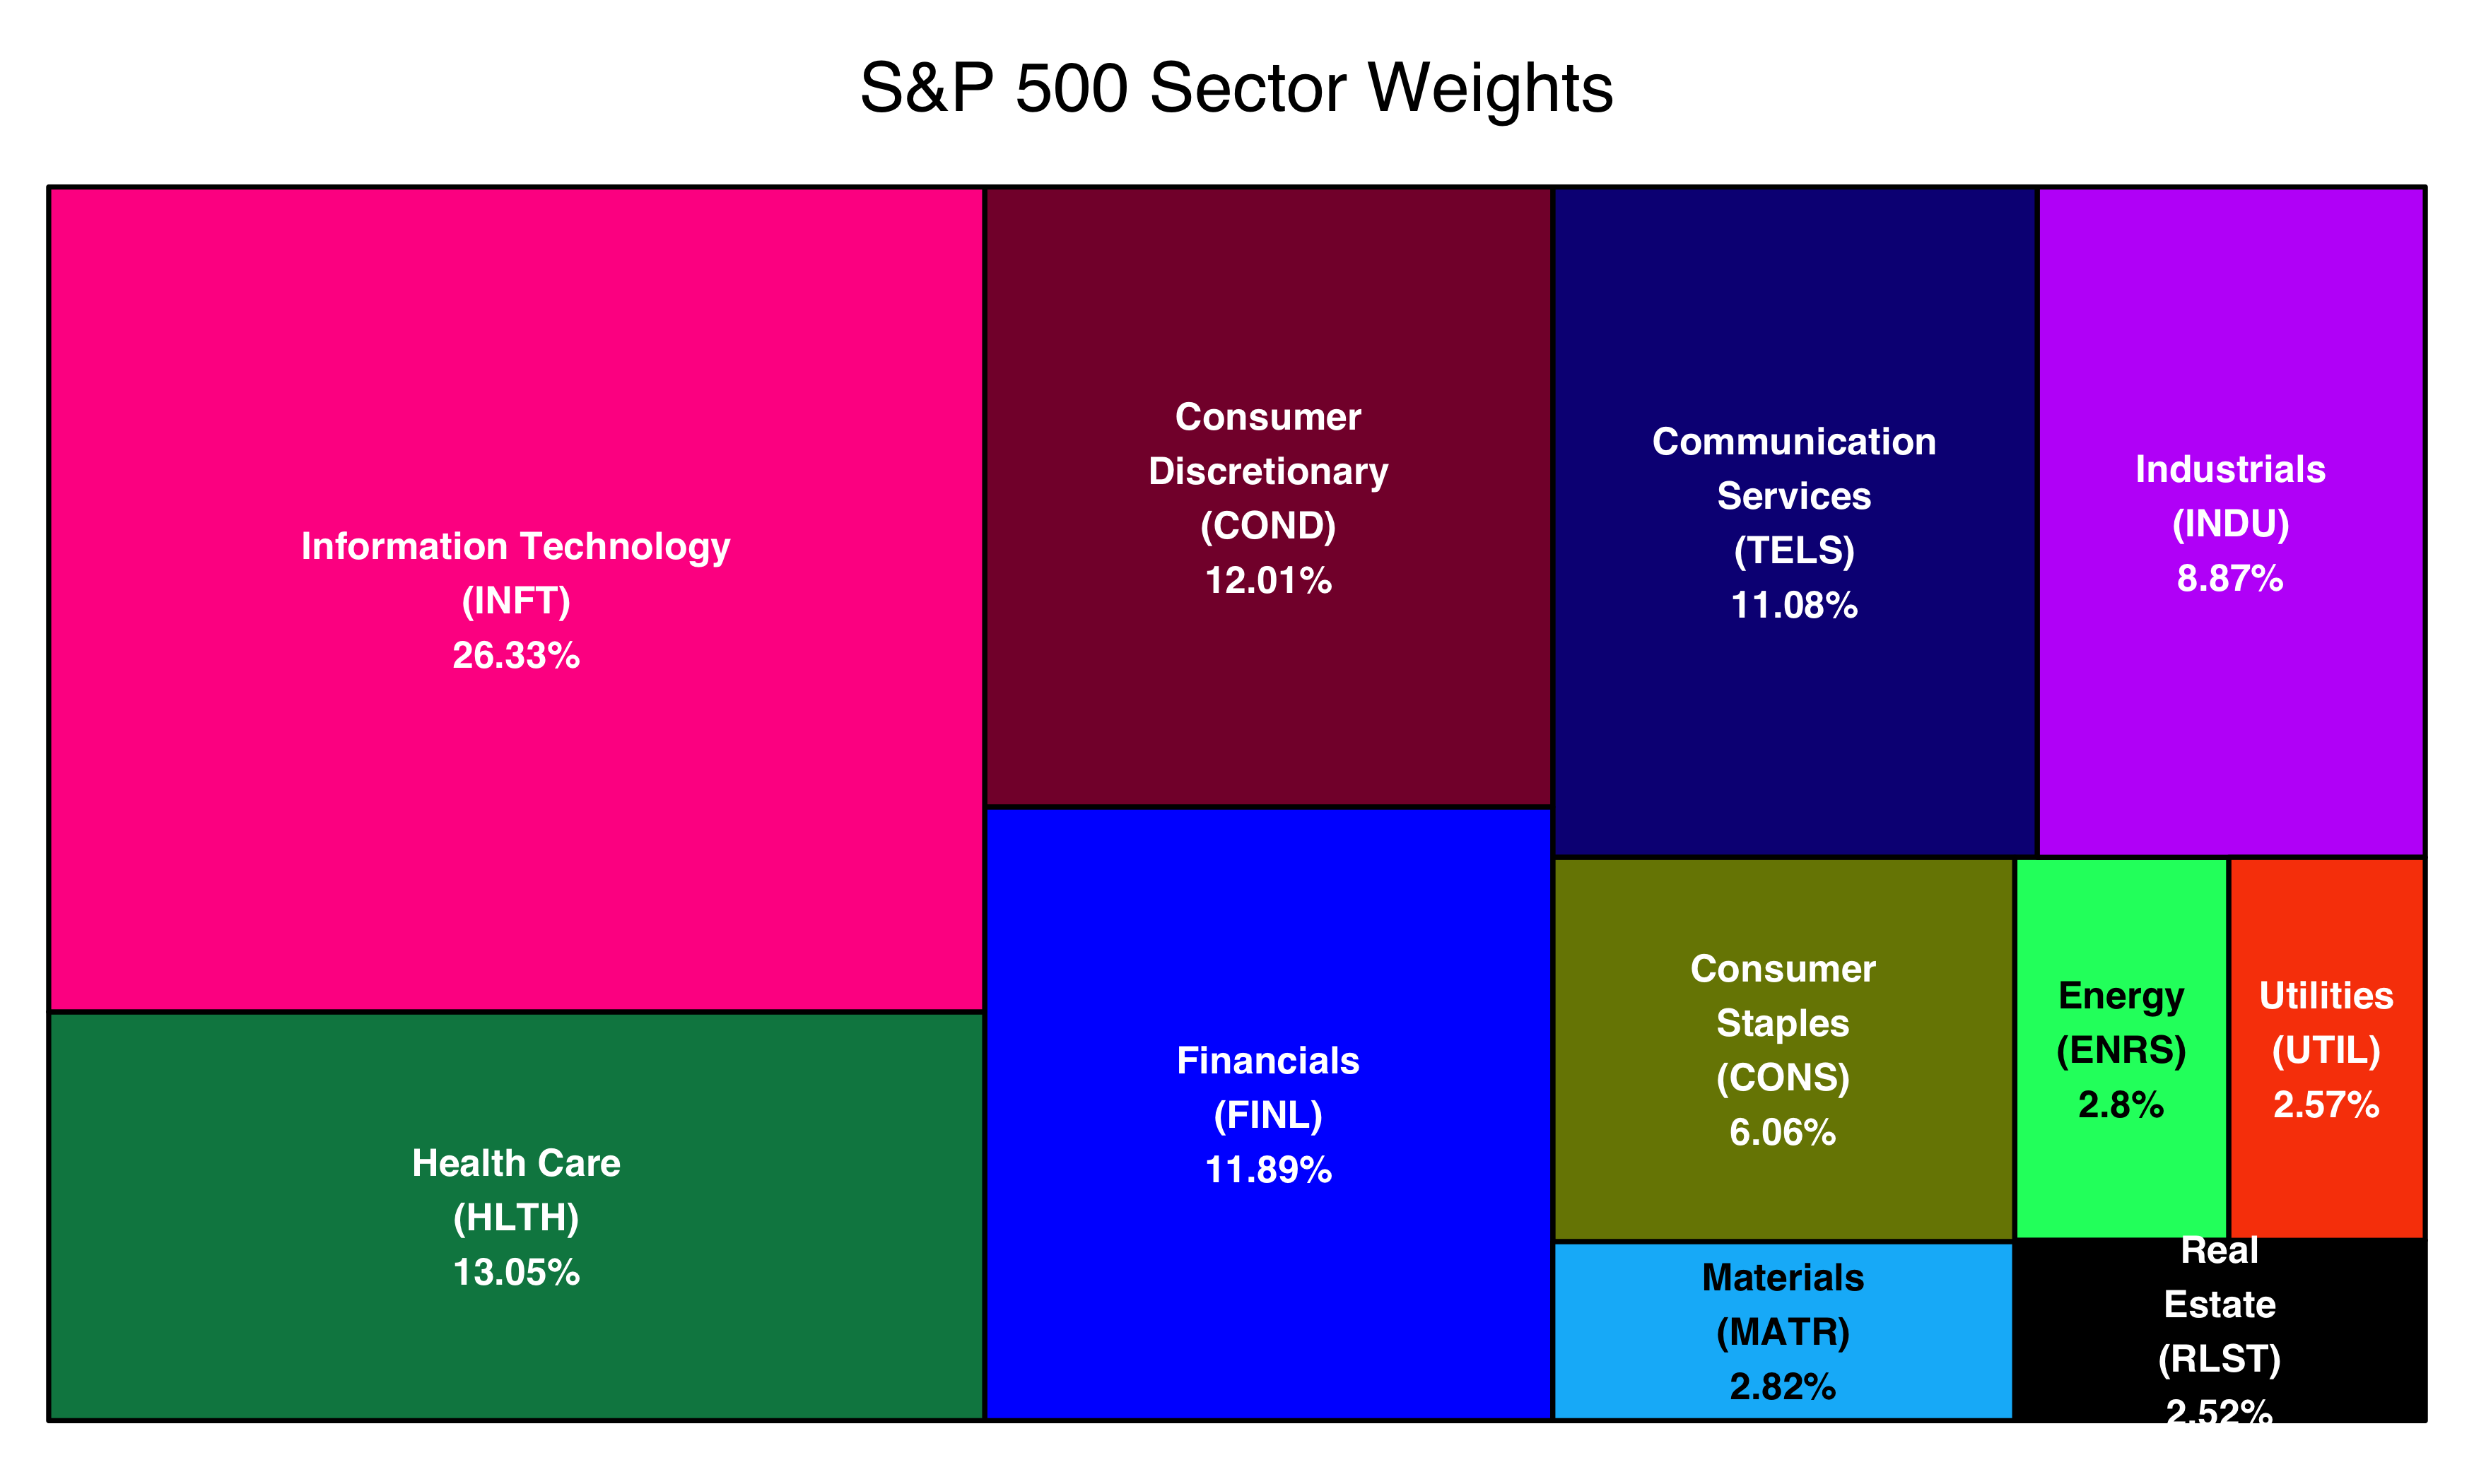 S&P 500 Sector Weights
Information Technology
(INFT)
26.33%
Health Care
(HLTH)
13.05%
Consumer
Discretionary
(COND)
12.01%
Financials
(FINL)
11.89%
Communication
Services
(TELS)
11.08%
Industrials
(INDU)
8.87%
Consumer
Staples
(CONS)
6.06%
Energy
(ENRS)
2.8%
Utilities
(UTIL)
2.57%
Materials
(MATR)
2.82%
Real
Estate
(RLST)
2.52%